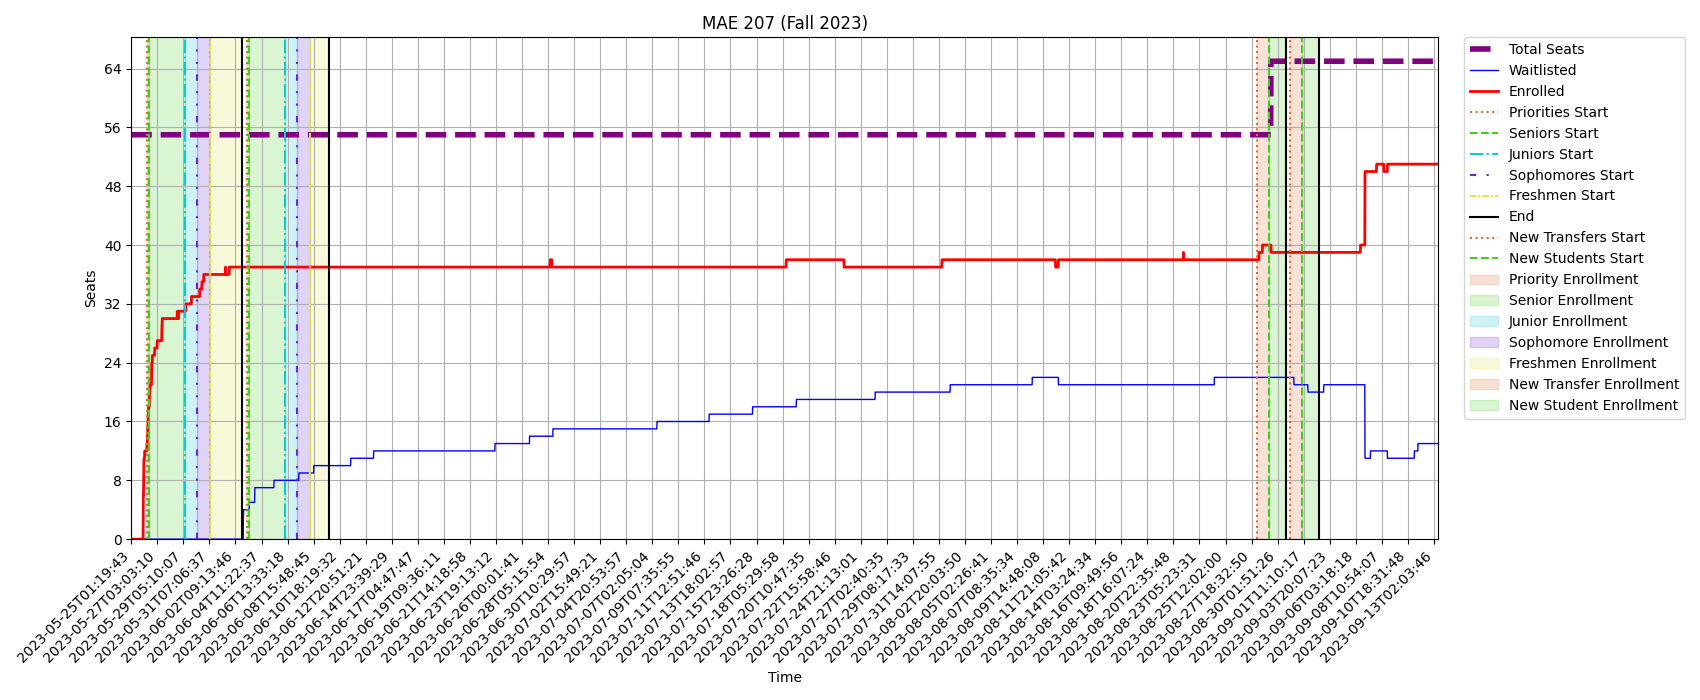 MAE 207 (Fall 2023)
Seats
64
56
48
40
32
24
16
8
0
2023-05-25T01:19:43
2023-05-27T03:03:10
2023-05-29T05:10:07
2023-05-31T07:06:37
2023-06-02T09:13:46
2023-06-04T11:22:37
2023-06-06T13:33:18
2023-06-08T15:48:45
2023-06-10T18:19:32
2023-06-12T20:51:21
2023-06-14T23:39:29
2023-06-17T04:47:47
2023-06-19T09:36:11
2023-06-21T14:18:58
2023-06-23T19:13:12
2023-06-26T00:01:41
2023-06-28T05:15:54
2023-06-30T10:29:57
2023-07-02T15:49:21
2023-07-04T20:53:57
2023-07-07T02:05:04
2023-07-09T07:35:55
2023-07-11T12:51:46
2023-07-13T18:02:57
2023-07-15T23:26:28
2023-07-18T05:29:58
2023-07-20T10:47:35
2023-07-22T15:58:46
2023-07-24T21:13:01
2023-07-27T02:40:35
2023-07-29T08:17:33
2023-07-31T14:07:55
2023-08-02T20:03:50
2023-08-05T02:26:41
2023-08-07T08:35:34
2023-08-09T14:48:08
2023-08-11T21:05:42
2023-08-14T03:24:34
2023-08-16T09:49:56
2023-08-18T16:07:24
2023-08-20T22:35:48
2023-08-23T05:23:31
2023-08-25T12:02:00
2023-08-27T18:32:50
2023-08-30T01:51:26
2023-09-01T11:10:17
2023-09-03T20:07:23
2023-09-06T03:18:18
2023-09-08T10:54:07
2023-09-10T18:31:48
2023-09-13T02:03:46
Time
Total Seats
Waitlisted
Enrolled
Priorities Start
Seniors Start
Juniors Start
Sophomores Start
Freshmen Start
End
New Transfers Start
New Students Start
Priority Enrollment
Senior Enrollment
Junior Enrollment
Sophomore Enrollment
Freshmen Enrollment
New Transfer Enrollment
New Student Enrollment